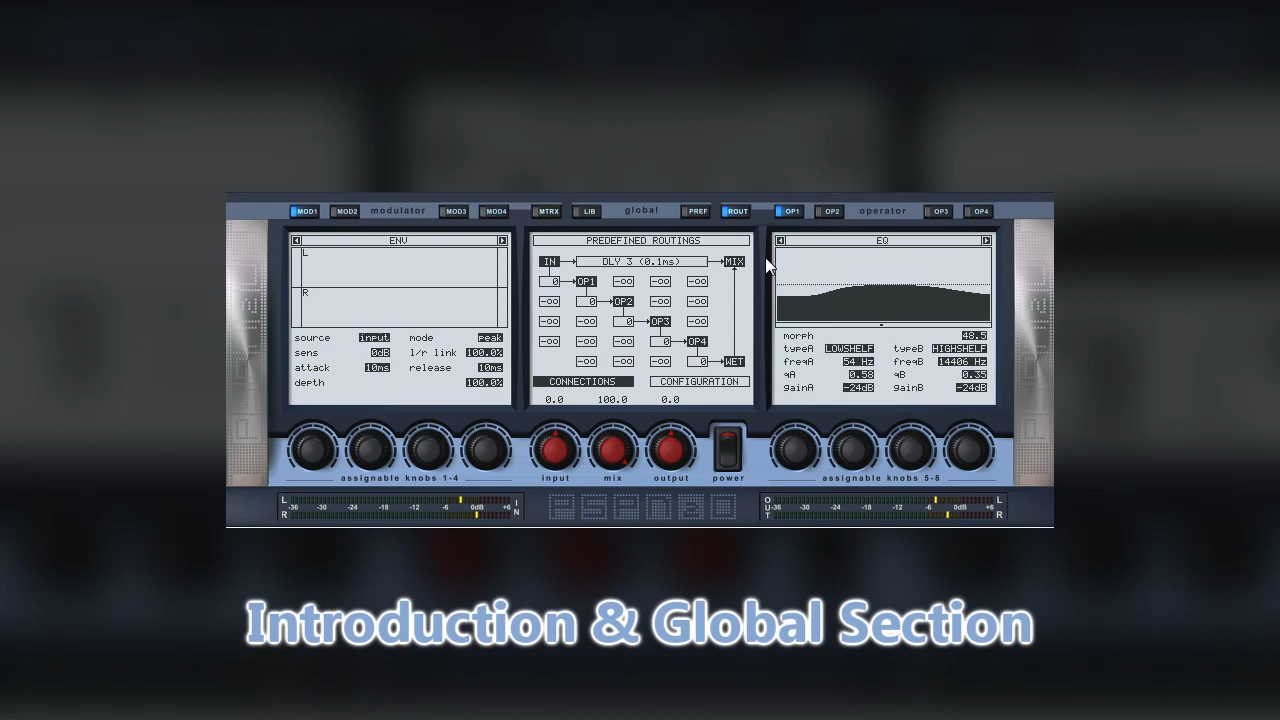 MOD1 MOD2 modulator MOD3 MOD4 MTRX LIB global PREF ROUT OP1 OP2 operator OP3 OP4
ENV PREDEFINED ROUTINGS EQ
L
IN DLY 3 (0.1ms) MIX
0 OP1 -oo -oo -oo
R
-oo 0 OP2 -oo -oo
-oo -oo 0 OP3 -oo
-oo -oo -oo 0 OP4
-oo -oo -oo 0 WET
source input mode peak
sens 0dB l/r link 100.0%
attack 10ms release 10ms
depth 100.0%
morph 48.5
typeA LOWSHELF typeB HIGHSHELF
freqA 54 Hz freqB 14406 Hz
qA 0.58 qB 0.35
gainA -24dB gainB -24dB
CONNECTIONS CONFIGURATION
0.0 100.0 0.0
assignable knobs 1-4 input mix output power assignable knobs 5-8
L -36 -30 -24 -18 -12 -6 0dB +6 R IN
OUT -36 -30 -24 -18 -12 -6 0dB +6 L R
Introduction & Global Section